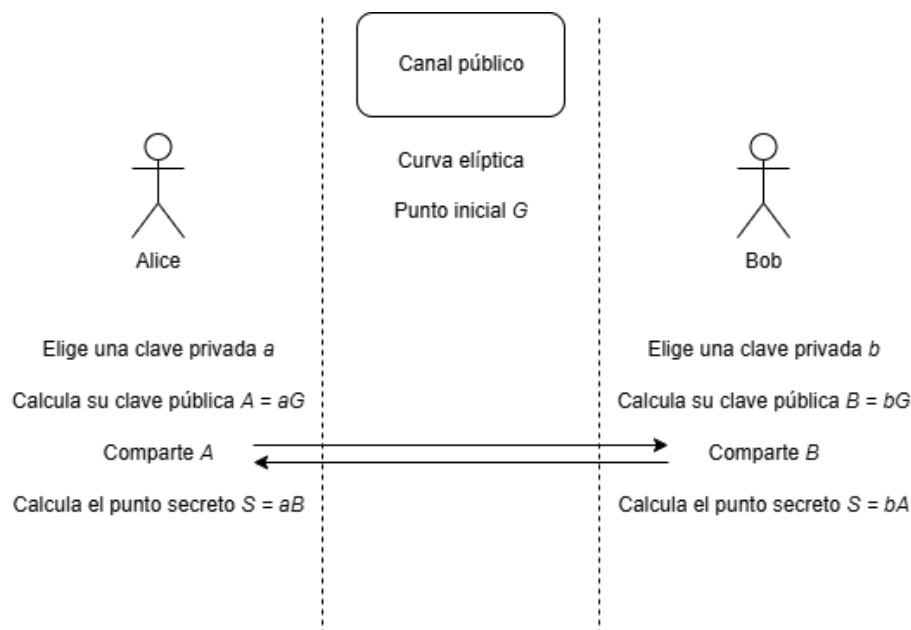 Canal público
Curva elíptica
Punto inicial G
Alice
Bob
Elige una clave privada a
Elige una clave privada b
Calcula su clave pública A = aG
Calcula su clave pública B = bG
Comparte A
Comparte B
Calcula el punto secreto S = aB
Calcula el punto secreto S = bA